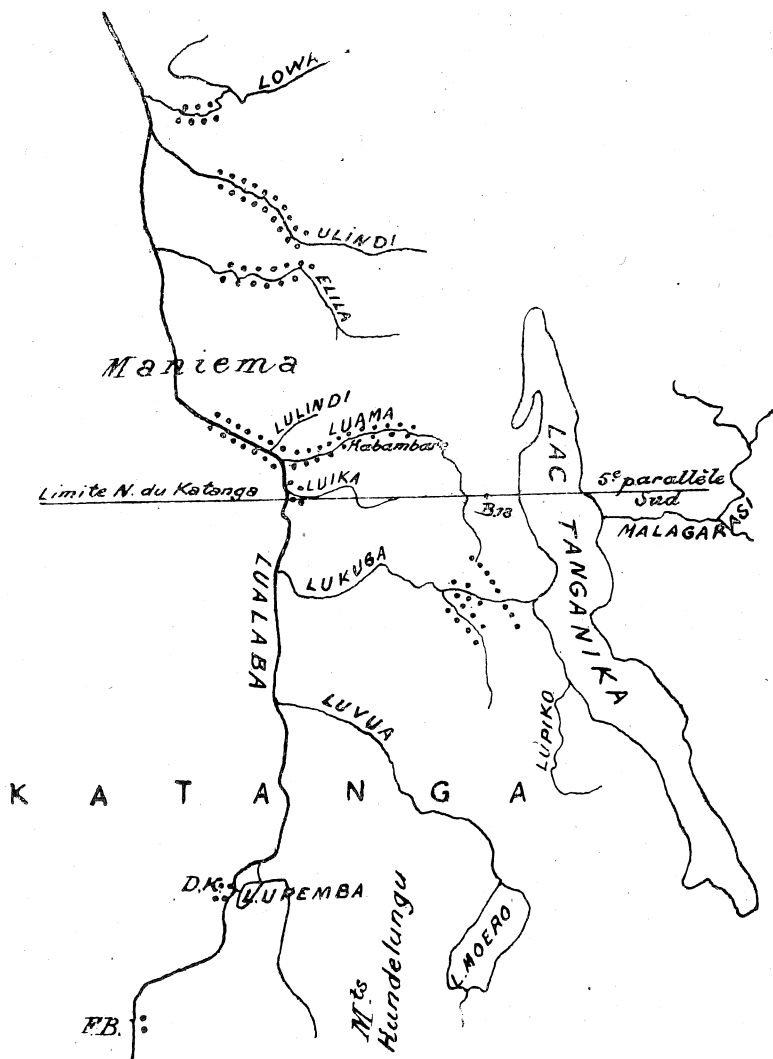 LOWA
ULINDI
ELILA
Maniema
LULINDI
LUAMA
Kabambare
LUIKA
Limite N. du Katanga
5e parallèle
Sud
MALAGARASI
LAC TANGANIKA
LUKUGA
LUALABA
LUVUA
LUPIKO
KATANGA
D.K.
L.UPEMBA
Mts
Kundelungu
L.MOERO
F.B.